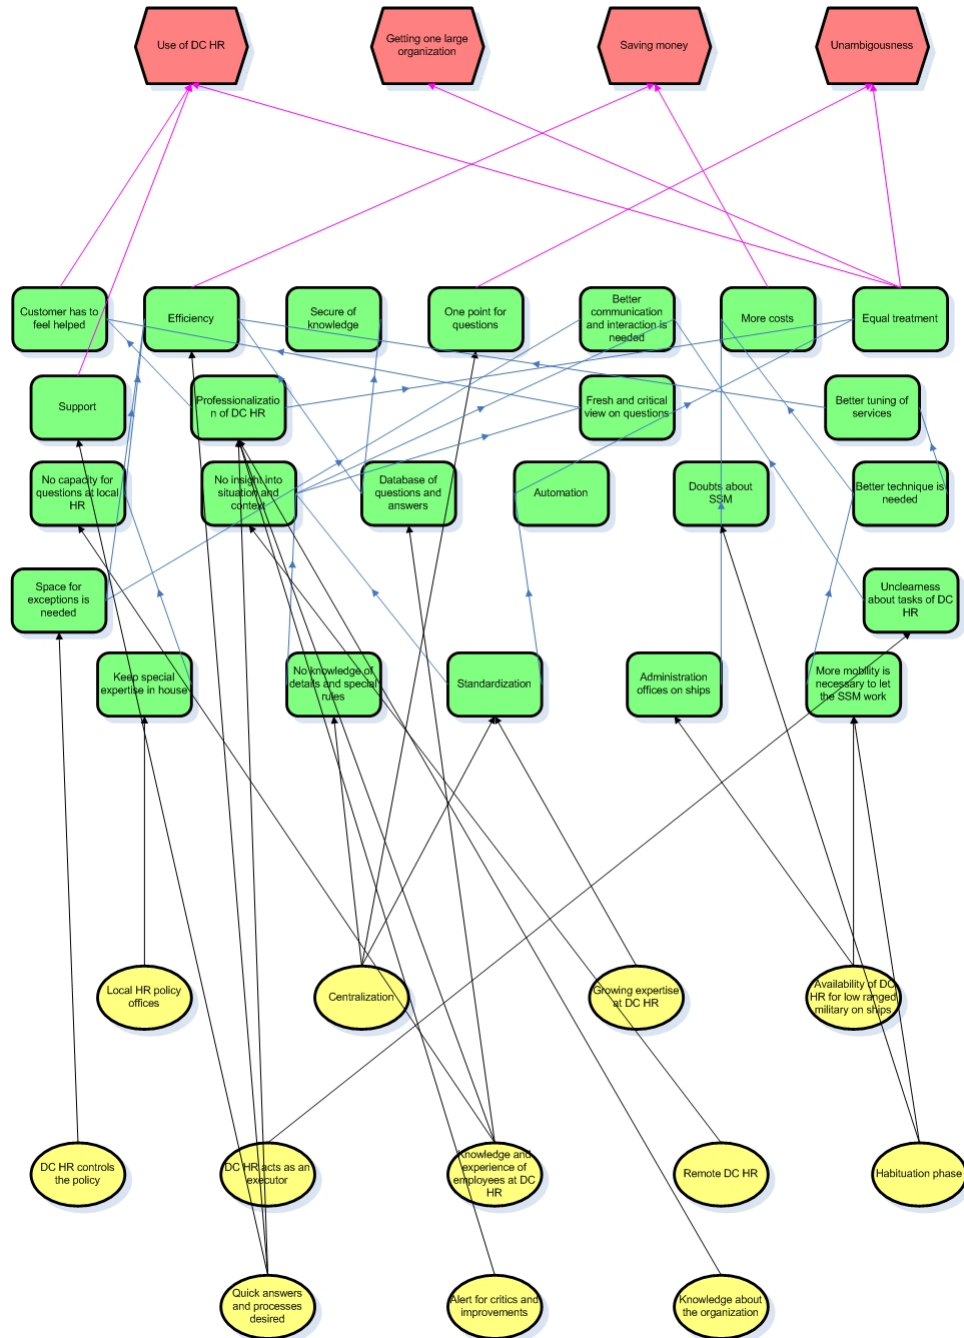 Use of DC HR
Getting one large
organization
Saving money
Unambigousness
Customer has to
feel helped
Efficiency
Secure of
knowledge
One point for
questions
Better
communication
and interaction is
needed
More costs
Equal treatment
Support
Professionalizatio
n of DC HR
Fresh and critical
view on questions
Better tuning of
services
No capacity for
questions at local
HR
No insight into
situation and
context
Database of
questions and
answers
Automation
Doubts about
SSM
Better technique is
needed
Space for
exceptions is
needed
Unclearness
about tasks of DC
HR
Keep special
expertise in house
No knowledge of
details and special
rules
Standardization
Administration
offices on ships
More mobility is
necessary to let
the SSM work
Local HR policy
offices
Centralization
Growing expertise
at DC HR
Availability of DC
HR for low ranged
military on ships
DC HR controls
the policy
DC HR acts as an
executor
Knowledge and
experience of
employees at DC
HR
Remote DC HR
Habituation phase
Quick answers
and processes
desired
Alert for critics and
improvements
Knowledge about
the organization